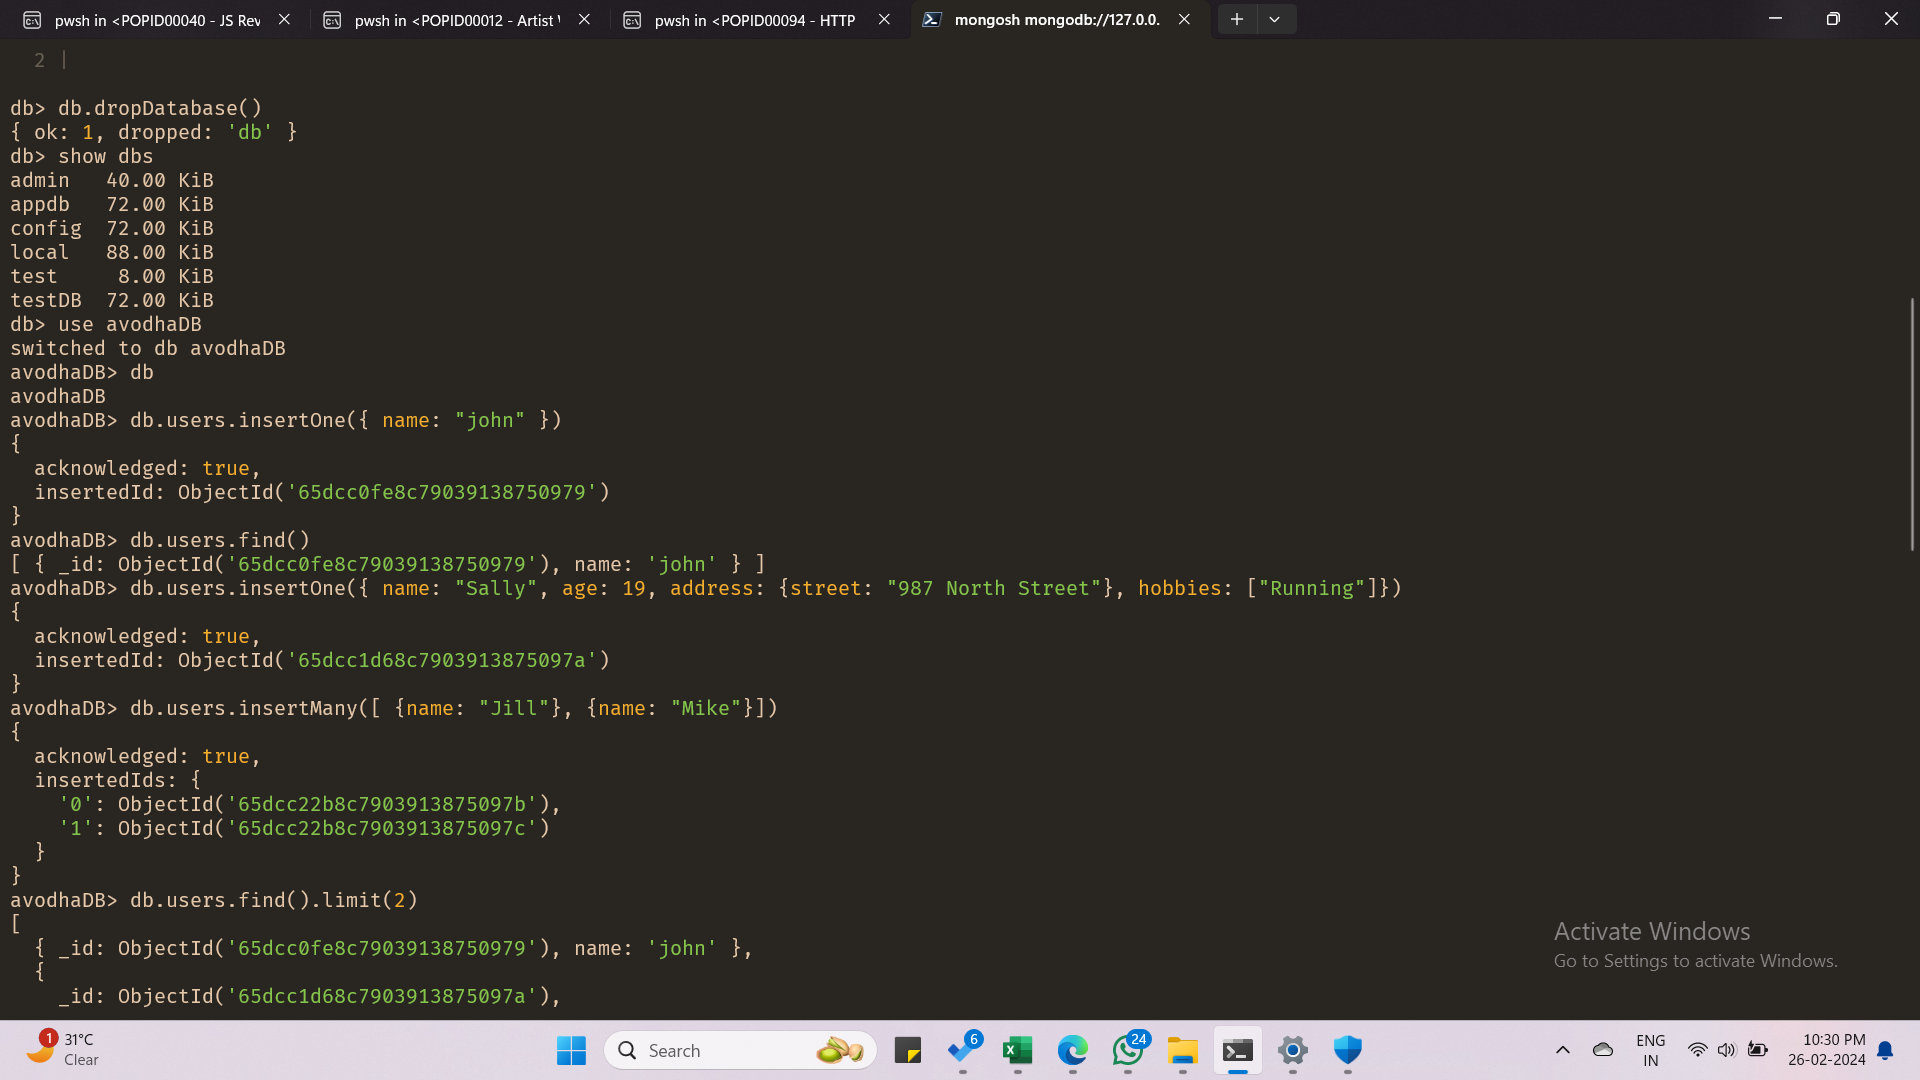 pwsh in <POPID00040 - JS Rev
pwsh in <POPID00012 - Artist
pwsh in <POPID00094 - HTTP
mongosh mongodb://127.0.0.
2
db> db.dropDatabase()
{ ok: 1, dropped: 'db' }
db> show dbs
admin   40.00 KiB
appdb   72.00 KiB
config  72.00 KiB
local   88.00 KiB
test     8.00 KiB
testDB  72.00 KiB
db> use avodhaDB
switched to db avodhaDB
avodhaDB> db
avodhaDB
avodhaDB> db.users.insertOne({ name: "john" })
{
  acknowledged: true,
  insertedId: ObjectId('65dcc0fe8c79039138750979')
}
avodhaDB> db.users.find()
[ { _id: ObjectId('65dcc0fe8c79039138750979'), name: 'john' } ]
avodhaDB> db.users.insertOne({ name: "Sally", age: 19, address: {street: "987 North Street"}, hobbies: ["Running"]})
{
  acknowledged: true,
  insertedId: ObjectId('65dcc1d68c7903913875097a')
}
avodhaDB> db.users.insertMany([ {name: "Jill"}, {name: "Mike"}])
{
  acknowledged: true,
  insertedIds: {
    '0': ObjectId('65dcc22b8c7903913875097b'),
    '1': ObjectId('65dcc22b8c7903913875097c')
  }
}
avodhaDB> db.users.find().limit(2)
[
  { _id: ObjectId('65dcc0fe8c79039138750979'), name: 'john' },
  {
    _id: ObjectId('65dcc1d68c7903913875097a'),
Activate Windows
Go to Settings to activate Windows.
1
31°C
Clear
Search
6
24
ENG
IN
10:30 PM
26-02-2024